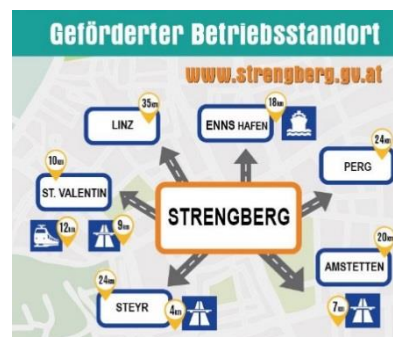 Geförderter Betriebsstandort
www.strengberg.gv.at
35km
LINZ
18km
ENNS HAFEN
24km
PERG
10km
ST. VALENTIN
12km
9km
STRENGBERG
20km
AMSTETTEN
7km
24km
STEYR
4km